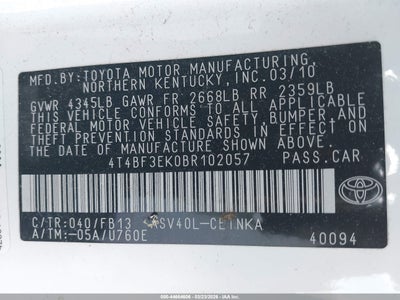 MFD.BY:TOYOTA MOTOR MANUFACTURING,
NORTHERN KENTUCKY,INC.03/10
GVWR 4345LB GAWR FR 2668LB RR 2359LB
THIS VEHICLE CONFORMS TO ALL APPLICABLE
FEDERAL MOTOR VEHICLE SAFETY, BUMPER, AND
THEFT PREVENTION STANDARDS IN EFFECT ON
THE DATE OF MANUFACTURE SHOWN ABOVE.
4T4BF3EK0BR102057 PASS.CAR
C/TR:040/FB13 ASV40L-CETNKA
A/TM:-05A/U760E 40094
TOYOTA